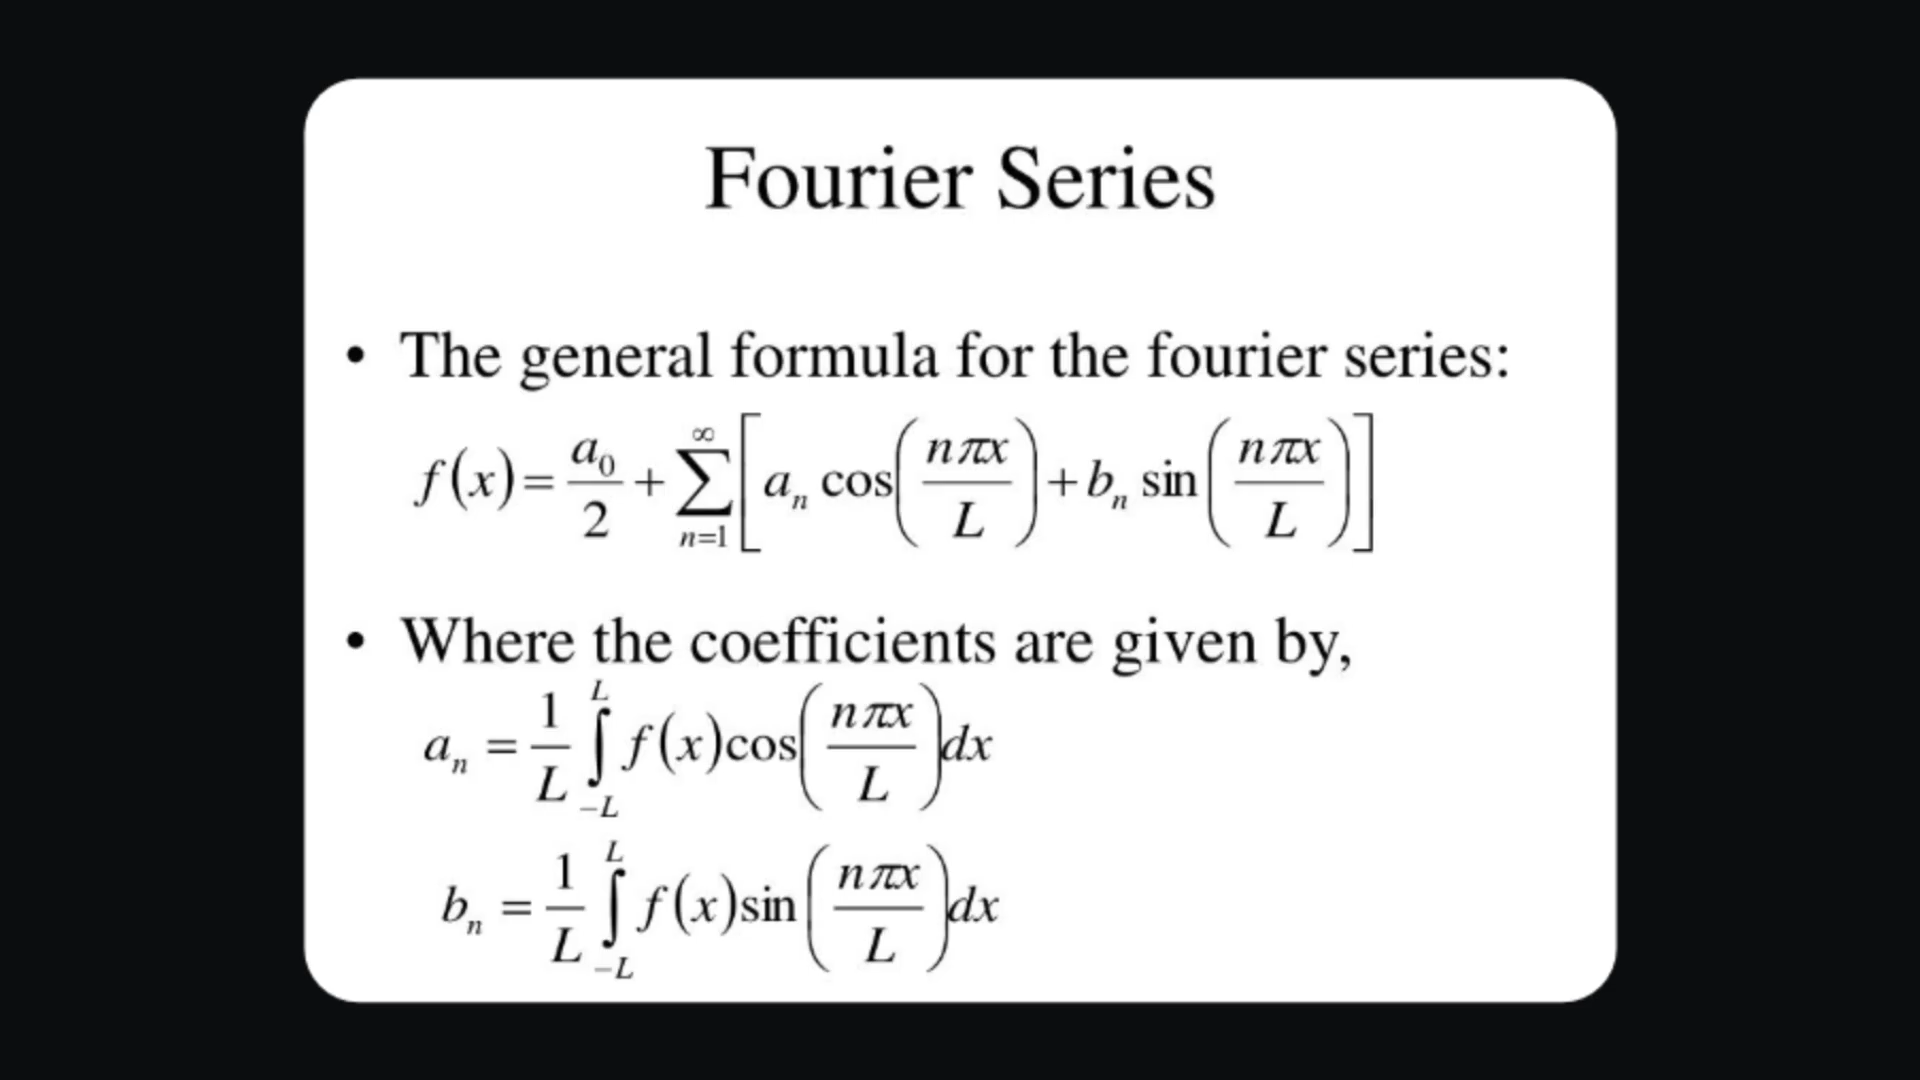 Fourier Series
• The general formula for the fourier series:
f(x) = a₀/2 + ∑_{n=1}^{∞} [ aₙ cos( nπx / L ) + bₙ sin( nπx / L ) ]
• Where the coefficients are given by,
aₙ = 1/L ∫_{-L}^{L} f(x) cos( nπx / L ) dx
bₙ = 1/L ∫_{-L}^{L} f(x) sin( nπx / L ) dx